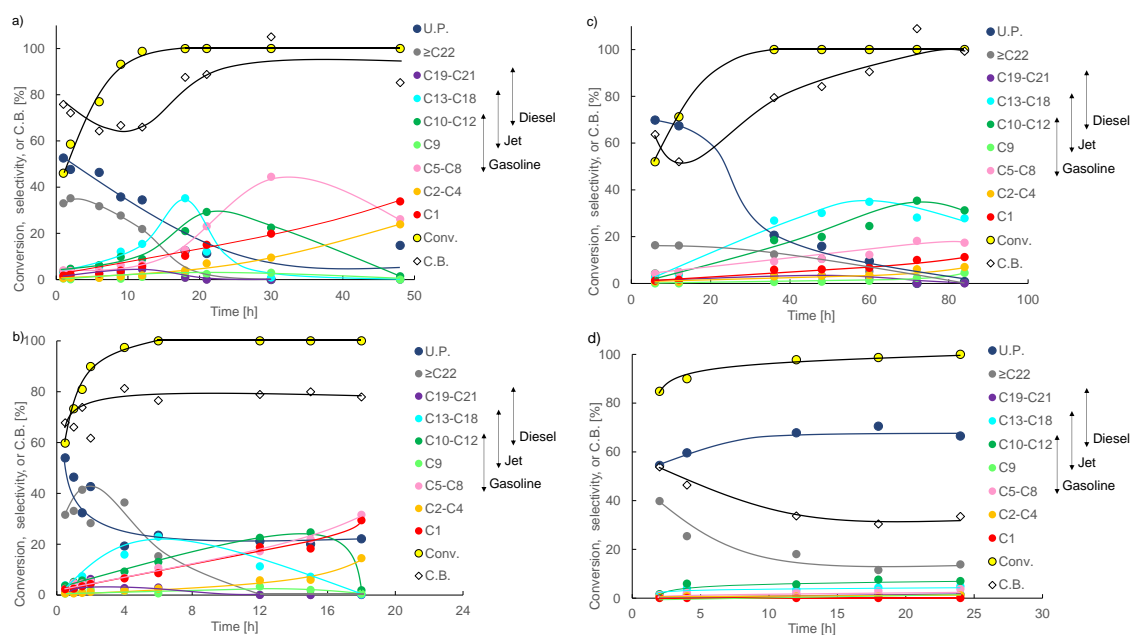 a)
Conversion, selectivity, or C.B. [%]
100
80
60
40
20
0
0
10
20
30
40
50
Time [h]
U.P.
≥C22
C19-C21
C13-C18
C10-C12
C9
C5-C8
C2-C4
C1
Conv.
C.B.
Diesel
Jet
Gasoline
c)
Conversion, selectivity, or C.B. [%]
100
80
60
40
20
0
0
20
40
60
80
100
Time [h]
U.P.
≥C22
C19-C21
C13-C18
C10-C12
C9
C5-C8
C2-C4
C1
Conv.
C.B.
Diesel
Jet
Gasoline
b)
Conversion, selectivity, or C.B. [%]
100
80
60
40
20
0
0
4
8
12
16
20
24
Time [h]
U.P.
≥C22
C19-C21
C13-C18
C10-C12
C9
C5-C8
C2-C4
C1
Conv.
C.B.
Diesel
Jet
Gasoline
d)
Conversion, selectivity, or C.B. [%]
100
80
60
40
20
0
0
5
10
15
20
25
30
Time [h]
U.P.
≥C22
C19-C21
C13-C18
C10-C12
C9
C5-C8
C2-C4
C1
Conv.
C.B.
Diesel
Jet
Gasoline